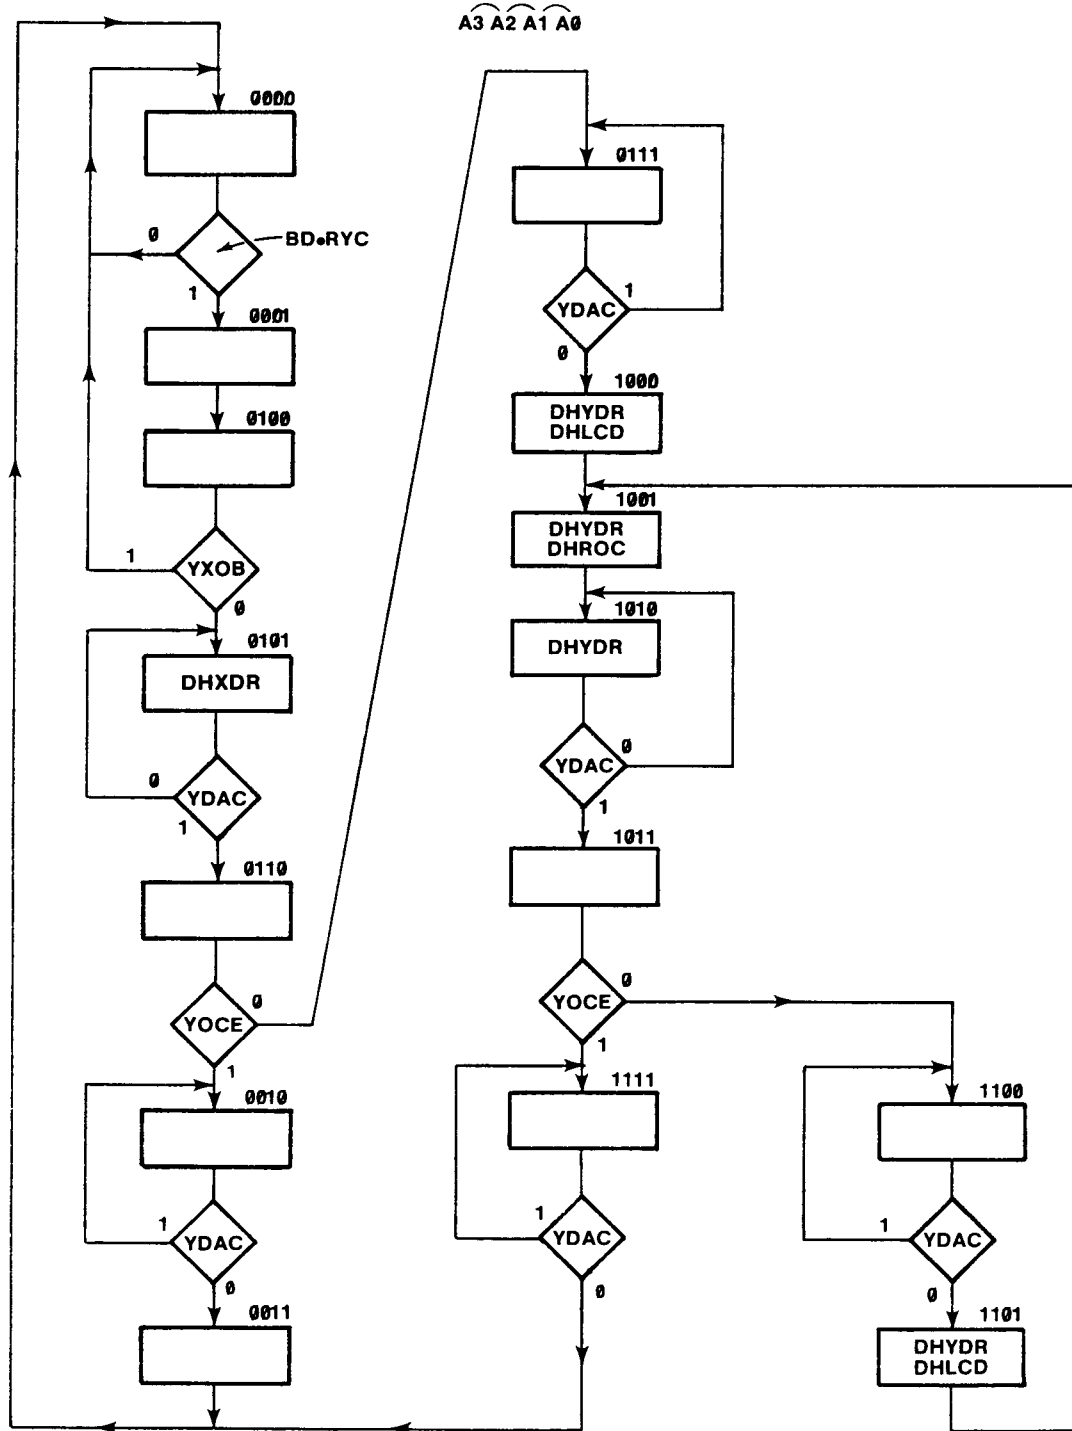 A3 A2 A1 A0
0000
0
BD•RYC
1
0001
0100
1
YXOB
0
0101
DHXDR
0
YDAC
1
0110
0
YOCE
1
0010
1
YDAC
0
0011
0111
1
YDAC
0
1000
DHYDR
DHLCD
1001
DHYDR
DHROC
1010
DHYDR
0
YDAC
1
1011
0
YOCE
1
1111
1
YDAC
0
1100
1
YDAC
0
1101
DHYDR
DHLCD